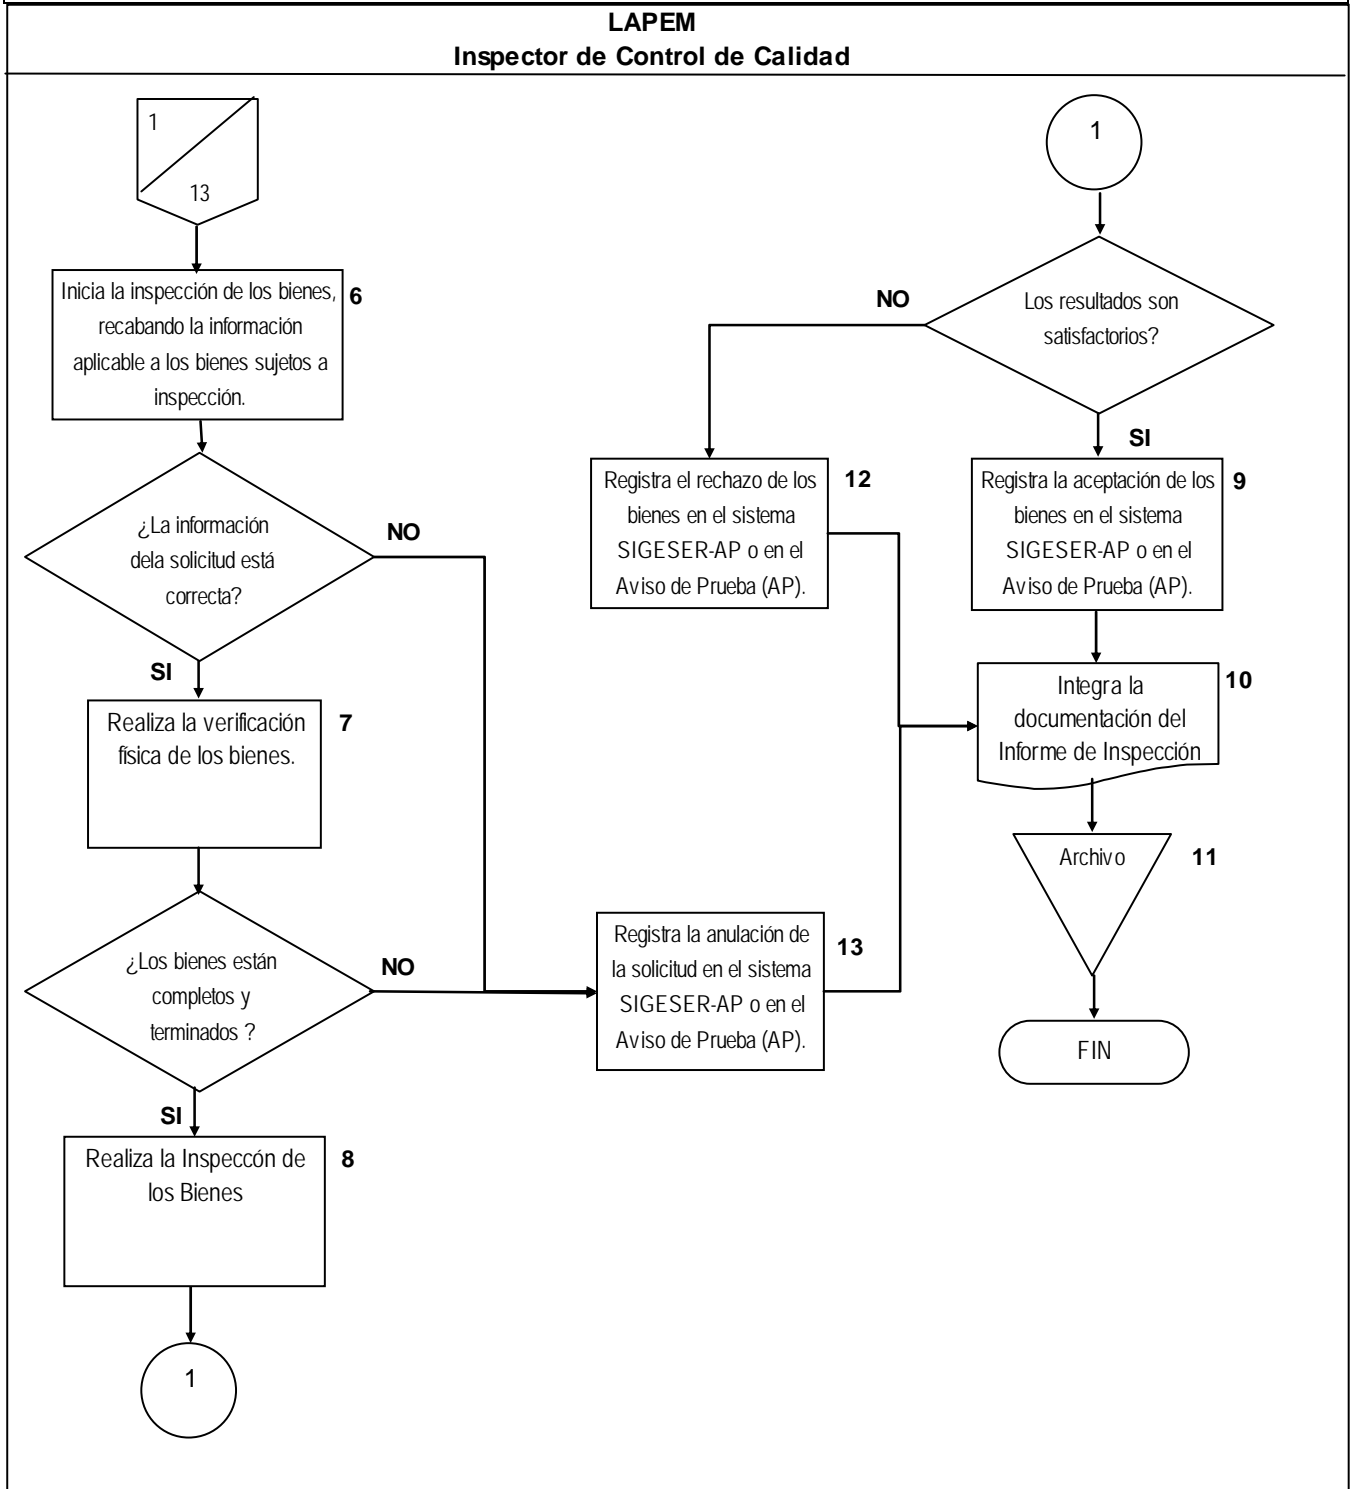 LAPEM
Inspector de Control de Calidad
1
13
Inicia la inspección de los bienes,
recabando la información
aplicable a los bienes sujetos a
inspección.
6
¿La información
dela solicitud está
correcta?
NO
SI
Realiza la verificación
física de los bienes.
7
¿Los bienes están
completos y
terminados ?
NO
SI
Realiza la Inspeccón de
los Bienes
8
1
1
Los resultados son
satisfactorios?
NO
SI
Registra el rechazo de los
bienes en el sistema
SIGESER-AP o en el
Aviso de Prueba (AP).
12
Registra la aceptación de los
bienes en el sistema
SIGESER-AP o en el
Aviso de Prueba (AP).
9
Integra la
documentación del
Informe de Inspección
10
Archivo
11
Registra la anulación de
la solicitud en el sistema
SIGESER-AP o en el
Aviso de Prueba (AP).
13
FIN